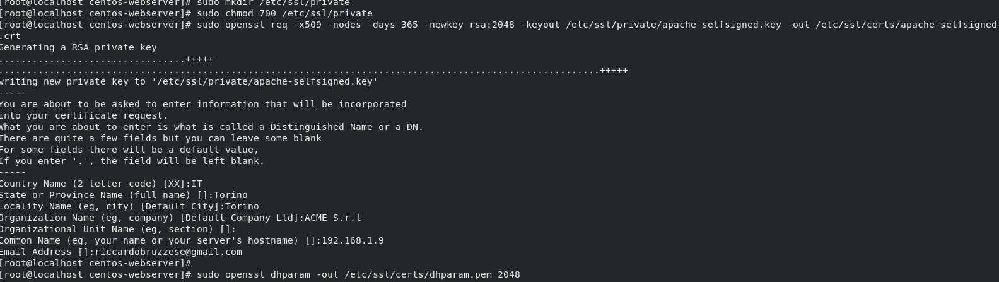 [root@localhost centos-webserver]# sudo mkdir /etc/ssl/private
[root@localhost centos-webserver]# sudo chmod 700 /etc/ssl/private
[root@localhost centos-webserver]# sudo openssl req -x509 -nodes -days 365 -newkey rsa:2048 -keyout /etc/ssl/private/apache-selfsigned.key -out /etc/ssl/certs/apache-selfsigned
.crt
Generating a RSA private key
.................................+++++
..........................................................................................................+++++
writing new private key to '/etc/ssl/private/apache-selfsigned.key'
-----
You are about to be asked to enter information that will be incorporated
into your certificate request.
What you are about to enter is what is called a Distinguished Name or a DN.
There are quite a few fields but you can leave some blank
For some fields there will be a default value,
If you enter '.', the field will be left blank.
-----
Country Name (2 letter code) [XX]:IT
State or Province Name (full name) []:Torino
Locality Name (eg, city) [Default City]:Torino
Organization Name (eg, company) [Default Company Ltd]:ACME S.r.l
Organizational Unit Name (eg, section) []:
Common Name (eg, your name or your server's hostname) []:192.168.1.9
Email Address []:riccardobruzzese@gmail.com
[root@localhost centos-webserver]#
[root@localhost centos-webserver]# sudo openssl dhparam -out /etc/ssl/certs/dhparam.pem 2048